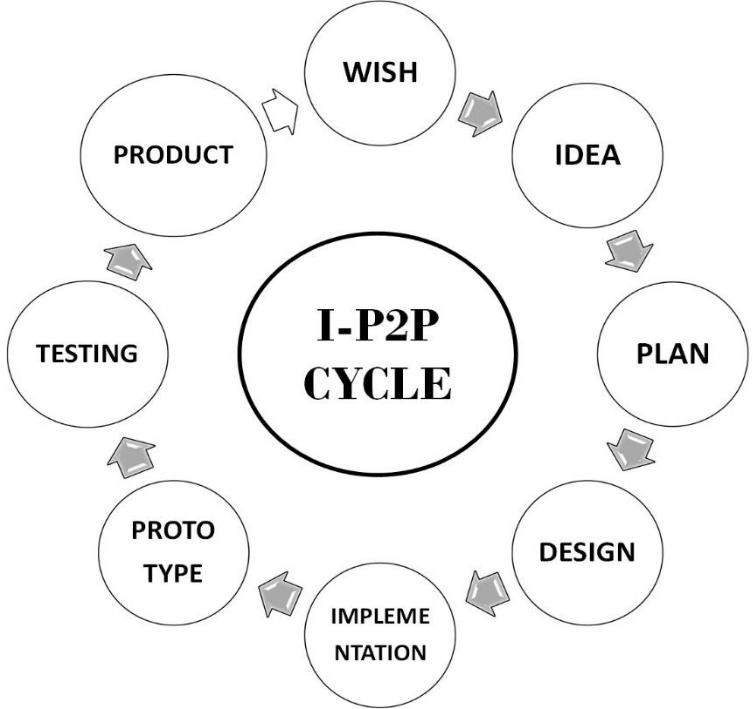 WISH
IDEA
PLAN
DESIGN
IMPLEME
NTATION
PROTO
TYPE
TESTING
PRODUCT
I-P2P
CYCLE